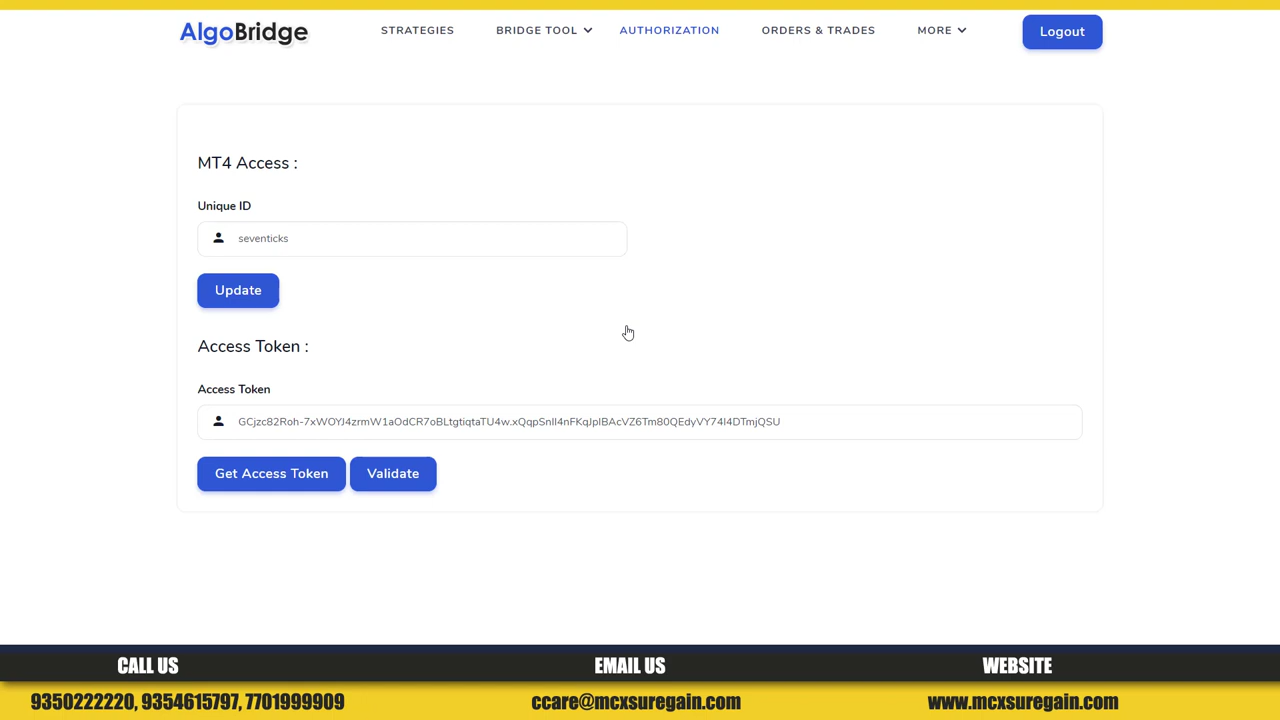 AlgoBridge
STRATEGIES BRIDGE TOOL AUTHORIZATION ORDERS & TRADES MORE Logout
MT4 Access :
Unique ID
seventicks
Update
Access Token :
Access Token
GCjzc82Roh-7xWOYJ4zrmW1aOdCR7oBLtgtiqtaTU4w.xQqpSnIl4nFKqJpIBAcVZ6Tm80QEdyVY74I4DTmjQSU
Get Access Token Validate
CALL US EMAIL US WEBSITE
9350222220, 9354615797, 7701999909 ccare@mcxsuregain.com www.mcxsuregain.com